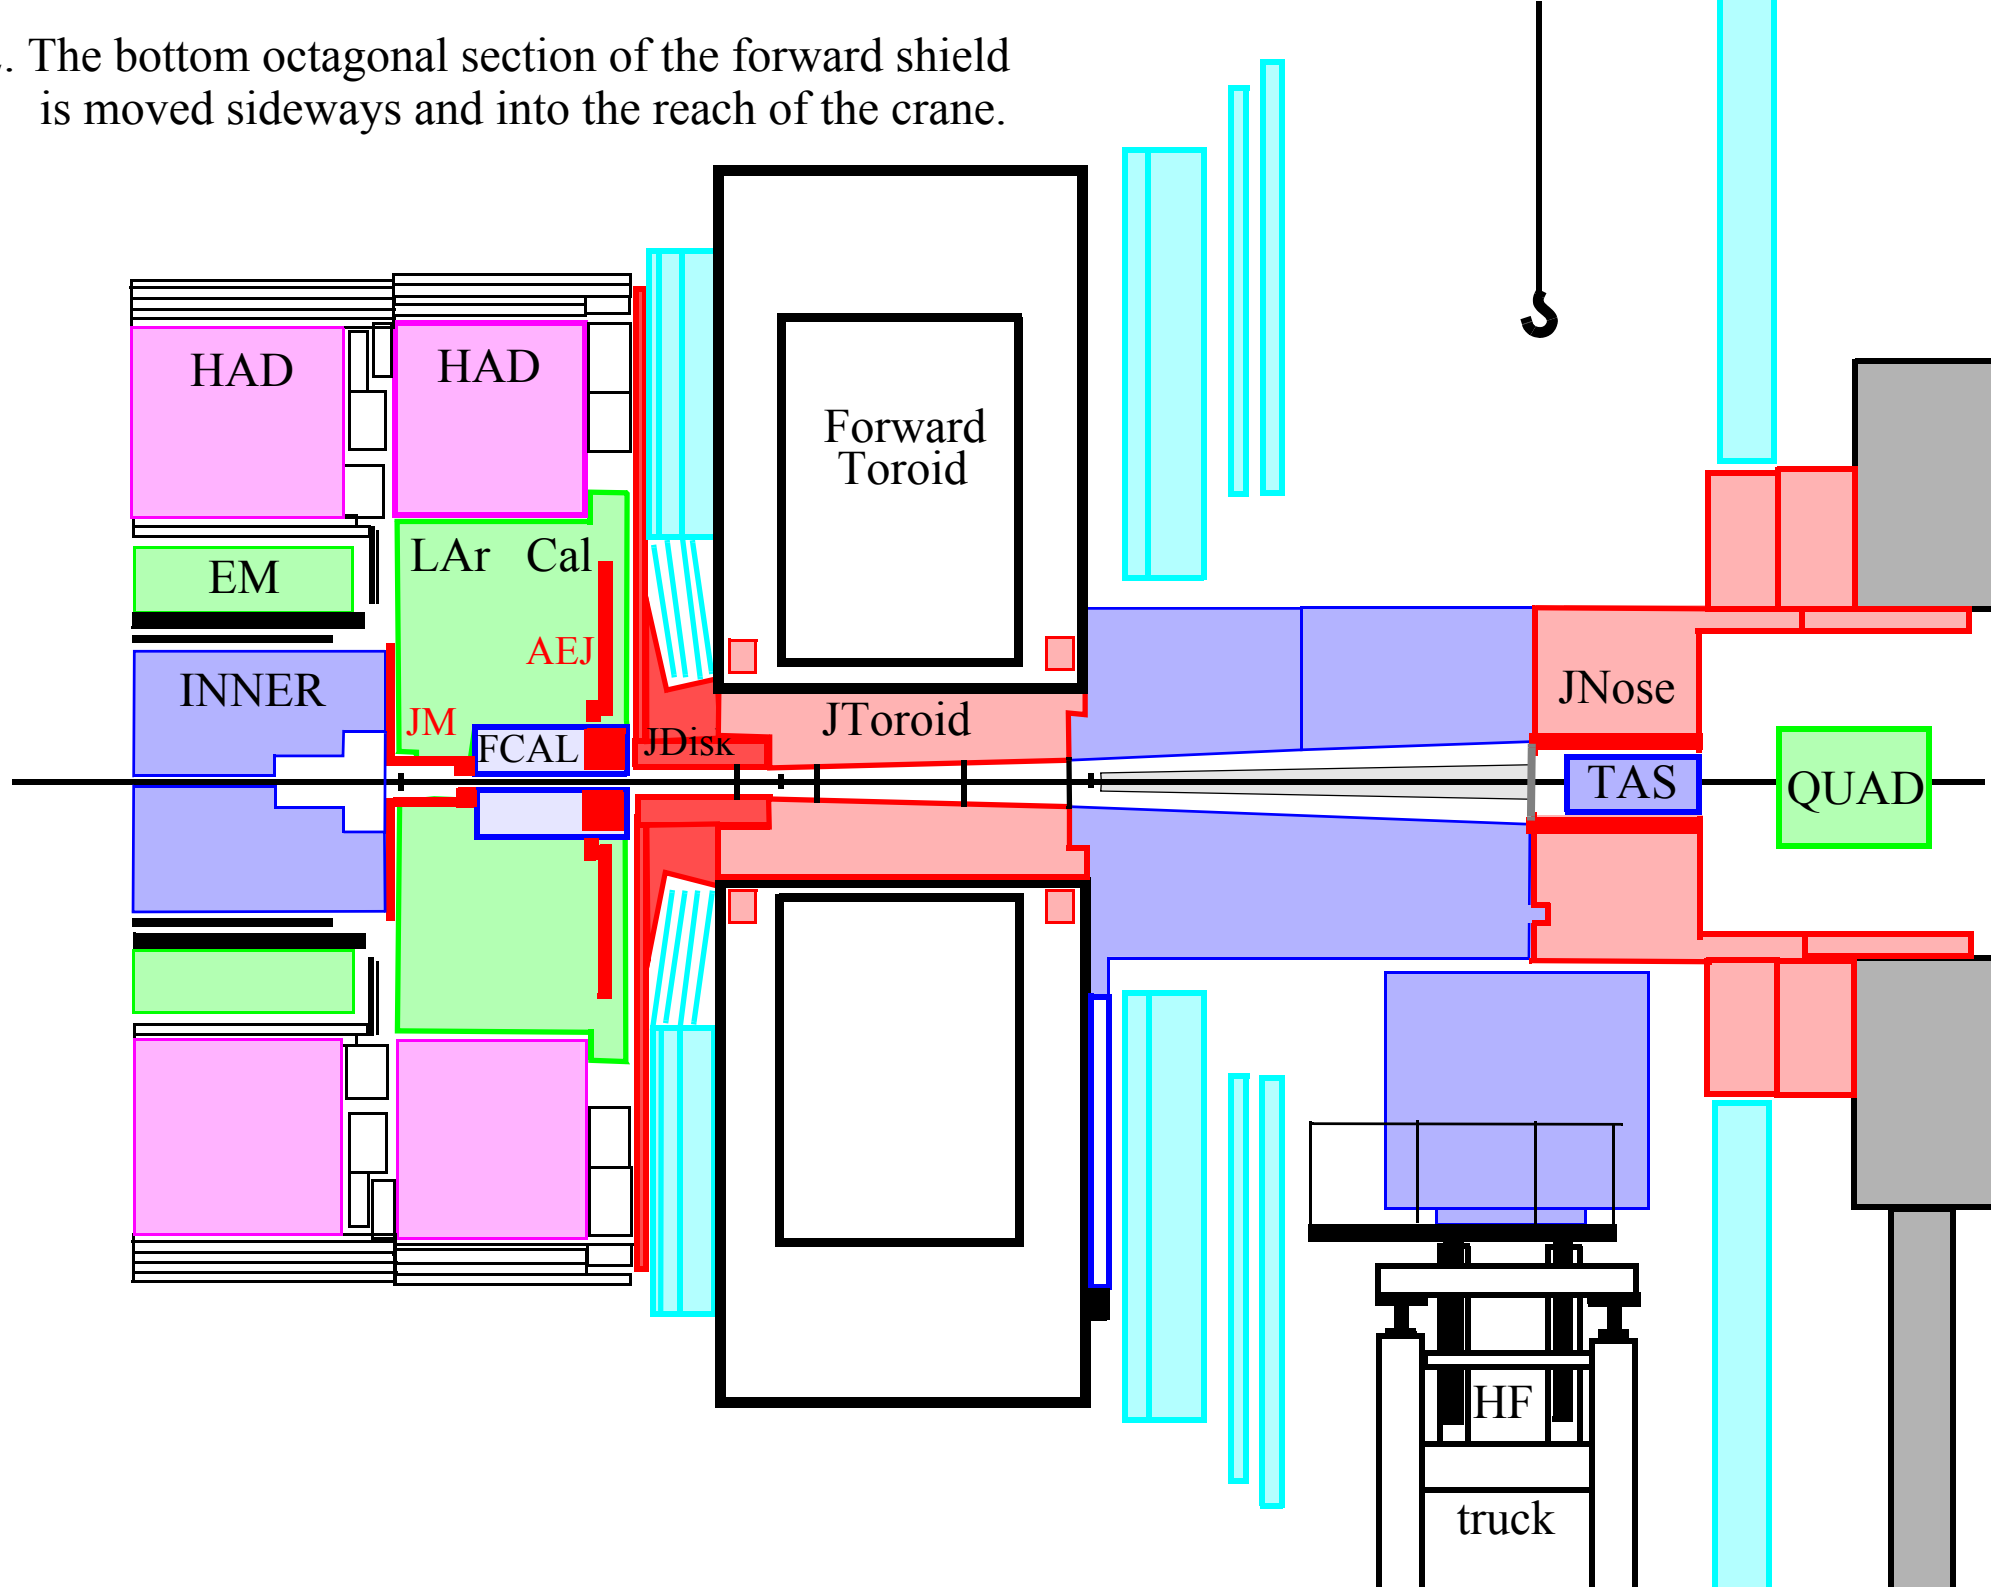 . The bottom octagonal section of the forward shield
is moved sideways and into the reach of the crane.
HAD
HAD
Forward
Toroid
LAr Cal
EM
AEJ
INNER
JNose
JM
JToroid
FCAL
JDisk
TAS
QUAD
HF
truck